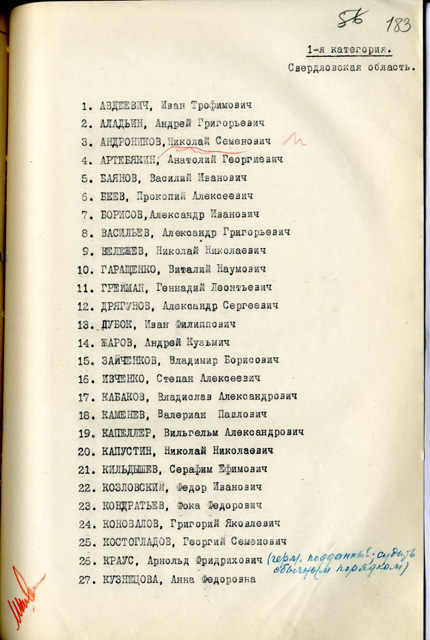 183
1-я категория.
Свердловская область.
1. АВДЕЕВИЧ, Иван Трофимович
2. АЛАДЬИН, Андрей Григорьевич
3. АНДРОНИКОВ,Николай Семенович
4. АРТЕБЯКИН, Анатолий Георгиевич
5. БАЯНОВ, Василий Иванович
6. БЕЕВ, Прокопий Алексеевич
7. БОРИСОВ,Александр Иванович
8. ВАСИЛЬЕВ, Александр Григорьевич
9. ВЕЛЕЖЕВ, Николай Николаевич
10. ГАРАЩЕНКО, Виталий Наумович
11. ГРЕЙМАН, Геннадий Леонтьевич
12. ДРЯГУНОВ, Александр Сергеевич
13. ДУБОК, Иван Филиппович
14. ЖАРОВ, Андрей Кузьмич
15. ЗАЙЧЕНКОВ, Владимир Борисович
16. ИВЧЕНКО, Степан Алексеевич
17. КАБАКОВ, Владислав Александрович
18. КАМЕНЕВ, Валериан Павлович
19. КАПЕЛЛЕР, Вильгельм Александрович
20. КАПУСТИН, Николай Николаевич
21. КИЛЬДЫШЕВ, Серафим Ефимович
22. КОЗЛОВСКИЙ, Федор Иванович
23. КОНДРАТЬЕВ, Фока Федорович
24. КОНОВАЛОВ, Григорий Яковлевич
25. КОСТОГЛАДОВ, Георгий Семенович
26. КРАУС, Арнольд Фридрихович (герм. подданный; судить
обычным порядком)
27. КУЗНЕЦОВА, Анна Федоровна